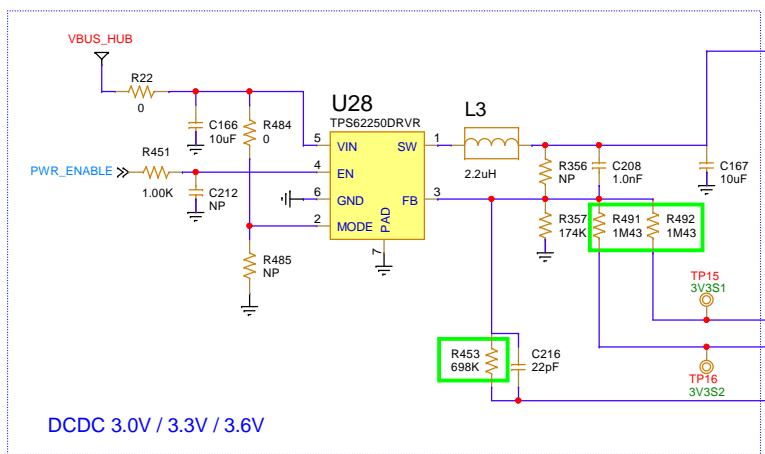 VBUS_HUB
R22
0
C166
10uF
R484
0
U28
TPS62250DRVR
L3
2.2uH
5
VIN
SW
1
4
EN
6
GND
FB
3
2
MODE
PAD
7
R451
1.00K
PWR_ENABLE
C212
NP
R485
NP
R356
NP
C208
1.0nF
C167
10uF
R357
174K
R491
1M43
R492
1M43
TP15
3V3S1
R453
698K
C216
22pF
TP16
3V3S2
DCDC 3.0V / 3.3V / 3.6V